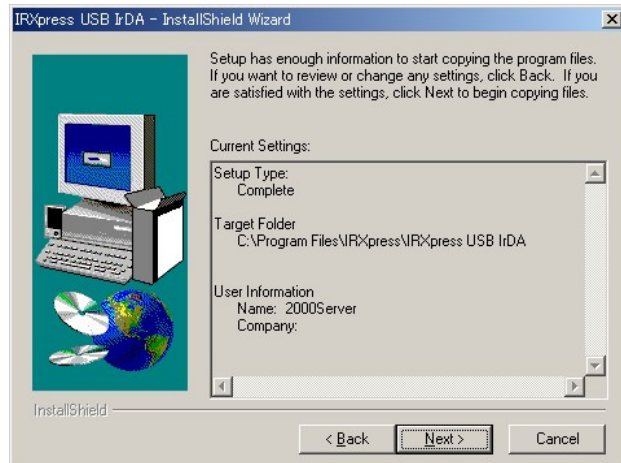 IRXpress USB IrDA - InstallShield Wizard
Setup has enough information to start copying the program files.
If you want to review or change any settings, click Back. If you
are satisfied with the settings, click Next to begin copying files.
Current Settings:
Setup Type:
Complete
Target Folder
C:\Program Files\IRXpress\IRXpress USB IrDA
User Information
Name: 2000Server
Company:
InstallShield
< Back
Next >
Cancel